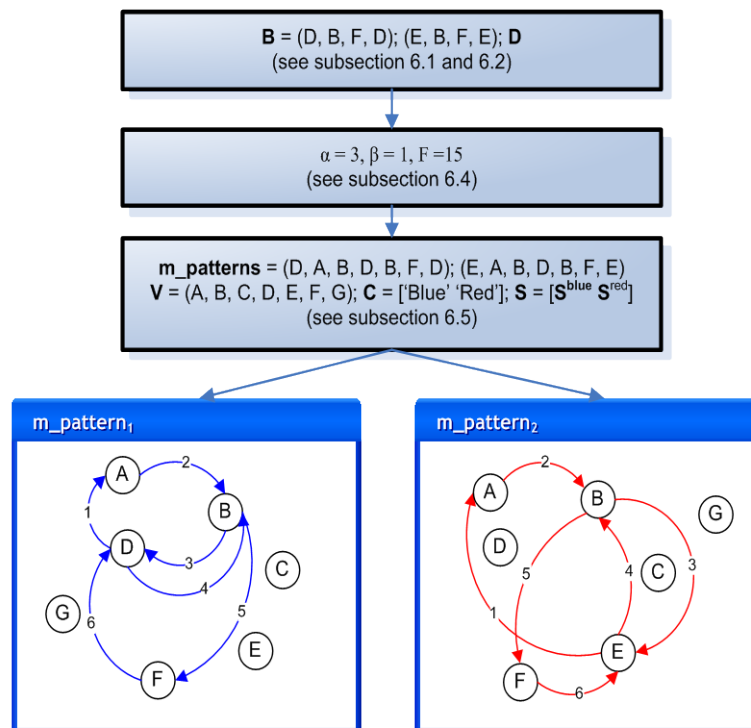 B = (D, B, F, D); (E, B, F, E); D
(see subsection 6.1 and 6.2)
α = 3, β = 1, F =15
(see subsection 6.4)
m_patterns = (D, A, B, D, B, F, D); (E, A, B, D, B, F, E)
V = (A, B, C, D, E, F, G); C = ['Blue' 'Red']; S = [S^blue S^red]
(see subsection 6.5)
m_pattern₁
A
2
B
1
D
3
4
C
G
6
5
E
F
m_pattern₂
A
2
B
G
D
5
4
C
3
1
E
F
6